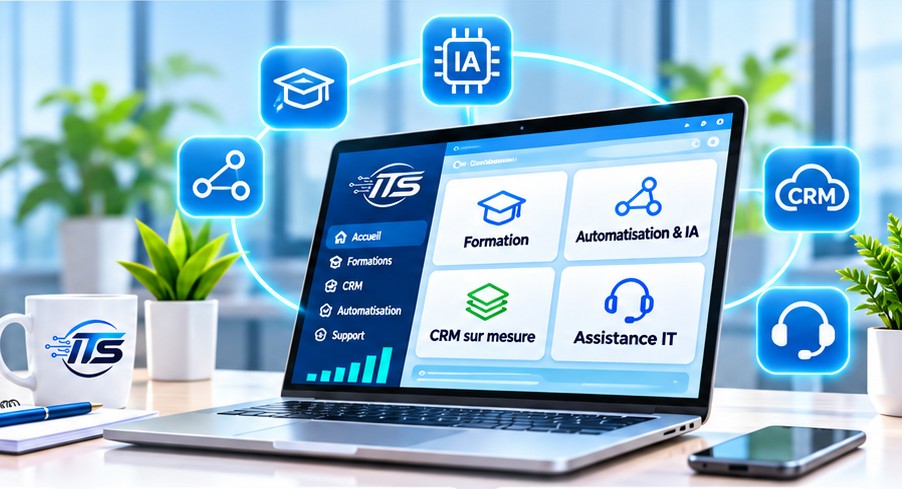 IA
CRM
ITS
Accueil
Formations
CRM
Automatisation
Support
Formation
Automatisation & IA
CRM sur mesure
Assistance IT
ITS